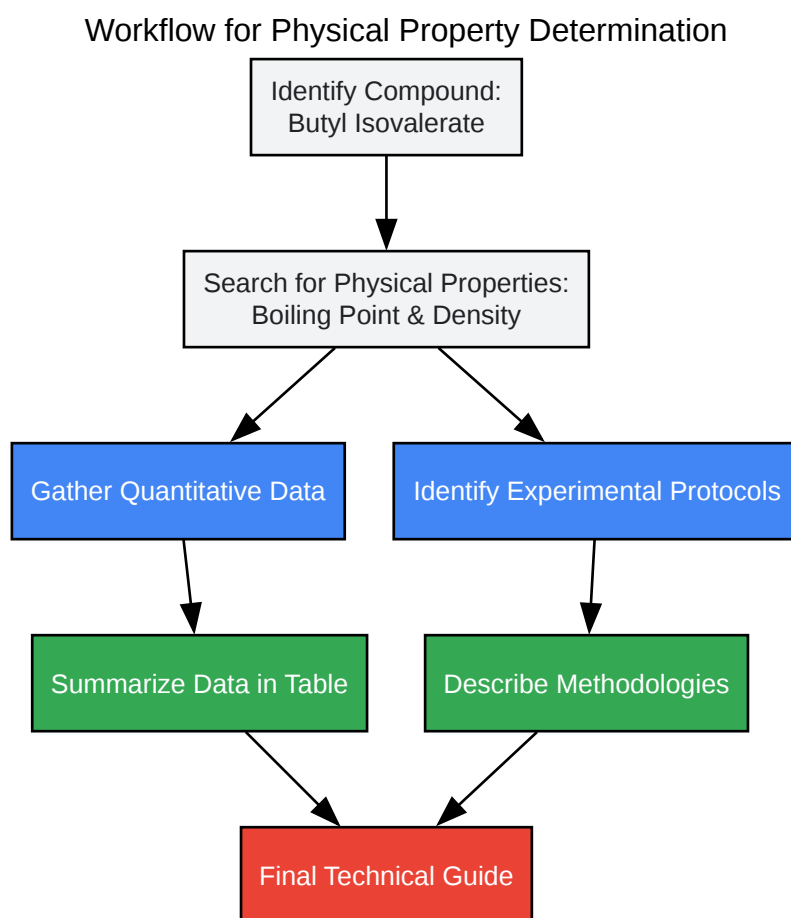 Workflow for Physical Property Determination
Identify Compound:
Butyl Isovalerate
Search for Physical Properties:
Boiling Point & Density
Gather Quantitative Data
Identify Experimental Protocols
Summarize Data in Table
Describe Methodologies
Final Technical Guide